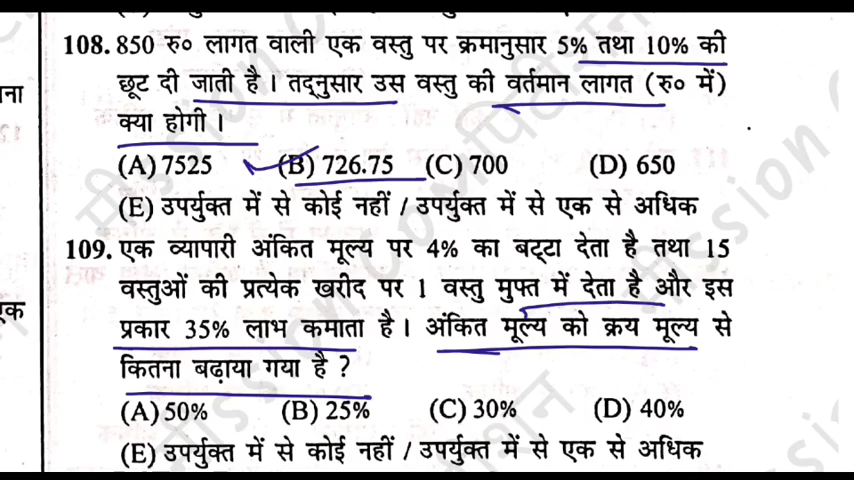 108. 850 रु० लागत वाली एक वस्तु पर क्रमानुसार 5% तथा 10% की
ना
छूट दी जाती है। तद्नुसार उस वस्तु की वर्तमान लागत (रु० में)
क्या होगी।
(A) 7525 (B) 726.75 (C) 700 (D) 650
(E) उपर्युक्त में से कोई नहीं / उपर्युक्त में से एक से अधिक
109. एक व्यापारी अंकित मूल्य पर 4% का बट्टा देता है तथा 15
वस्तुओं की प्रत्येक खरीद पर 1 वस्तु मुफ्त में देता है और इस
एक
प्रकार 35% लाभ कमाता है। अंकित मूल्य को क्रय मूल्य से
कितना बढ़ाया गया है ?
(A) 50% (B) 25% (C) 30% (D) 40%
(E) उपर्युक्त में से कोई नहीं / उपर्युक्त में से एक से अधिक